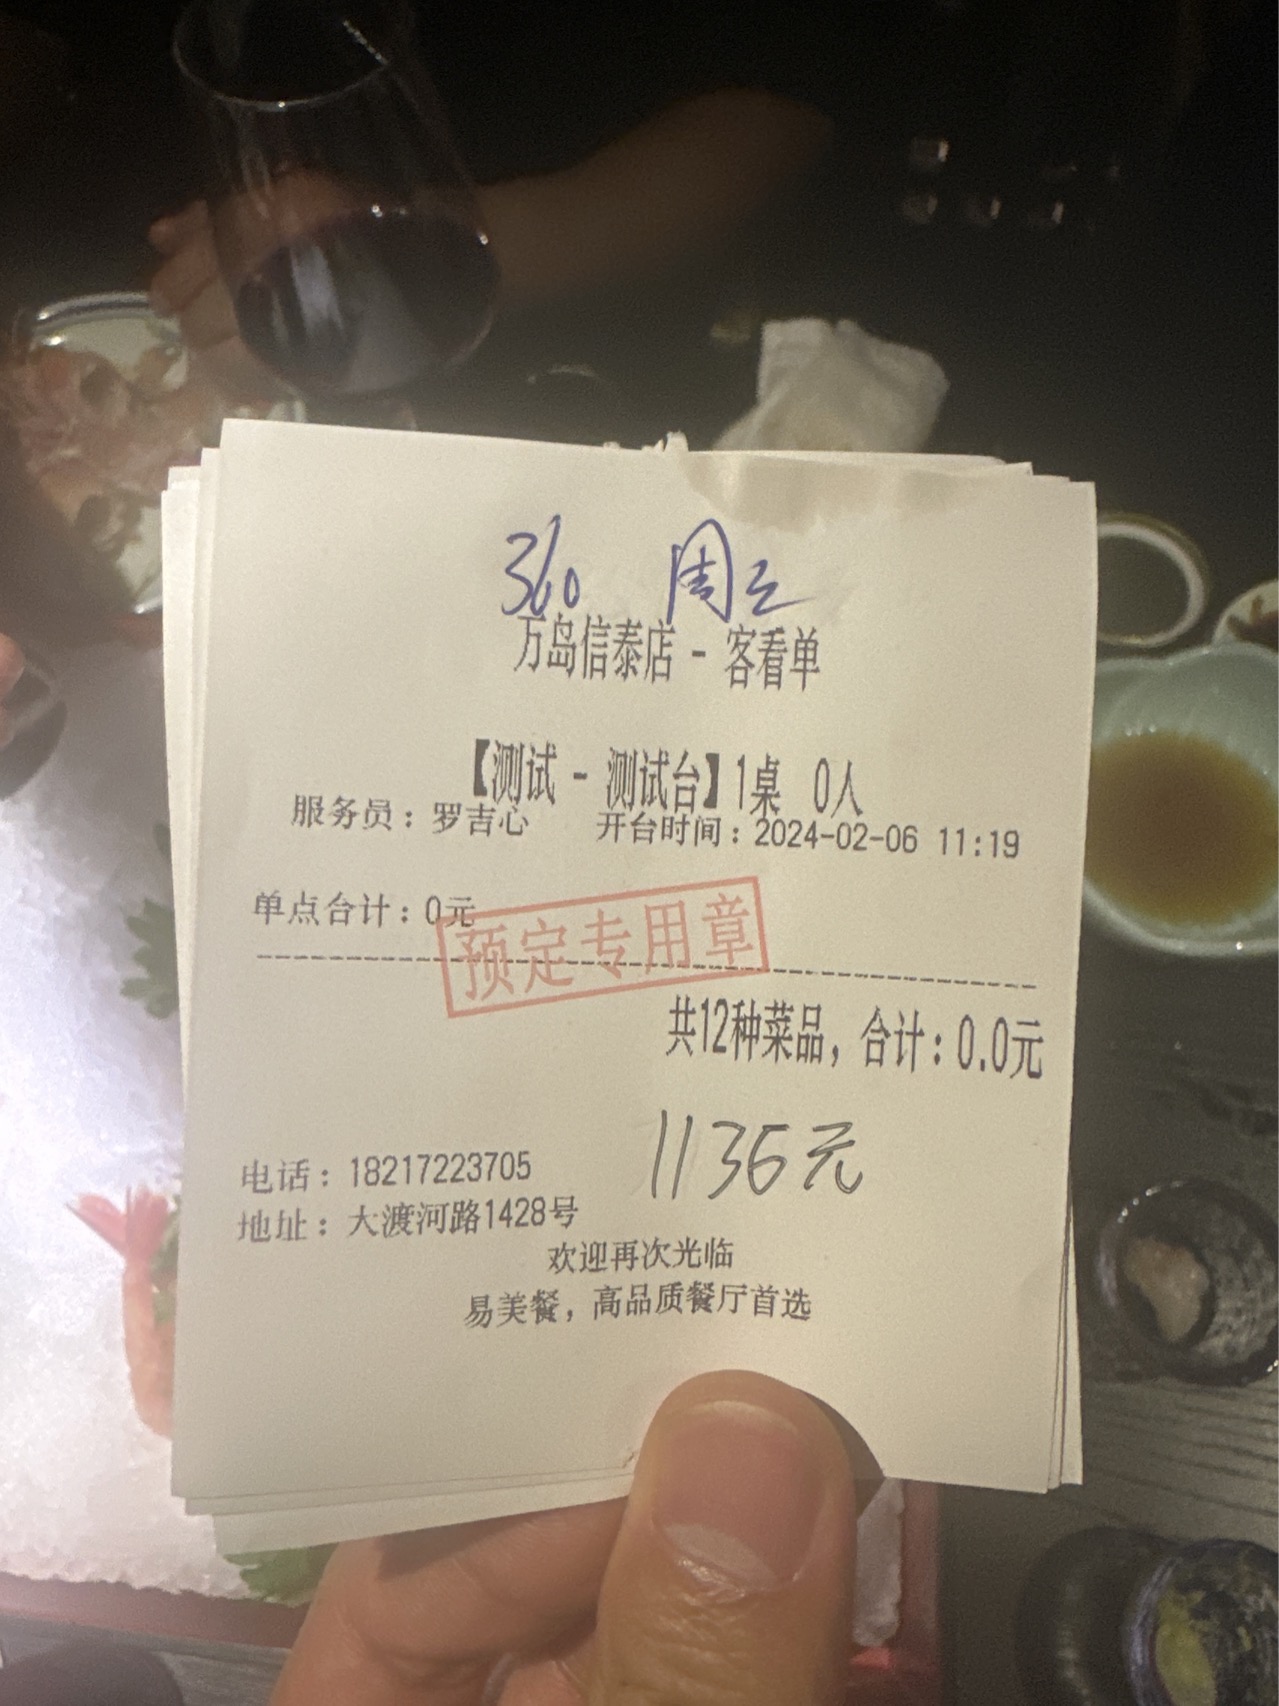 360 周三
万岛信泰店 - 客看单
【测试 - 测试台】1桌 0人
服务员：罗吉心 开台时间：2024-02-06 11:19
单点台计：0元
预定专用章
共12种菜品，合计：0.0元
1136元
电话：18217223705
地址：大渡河路1428号
欢迎再次光临
易美餐，高品质餐厅首选